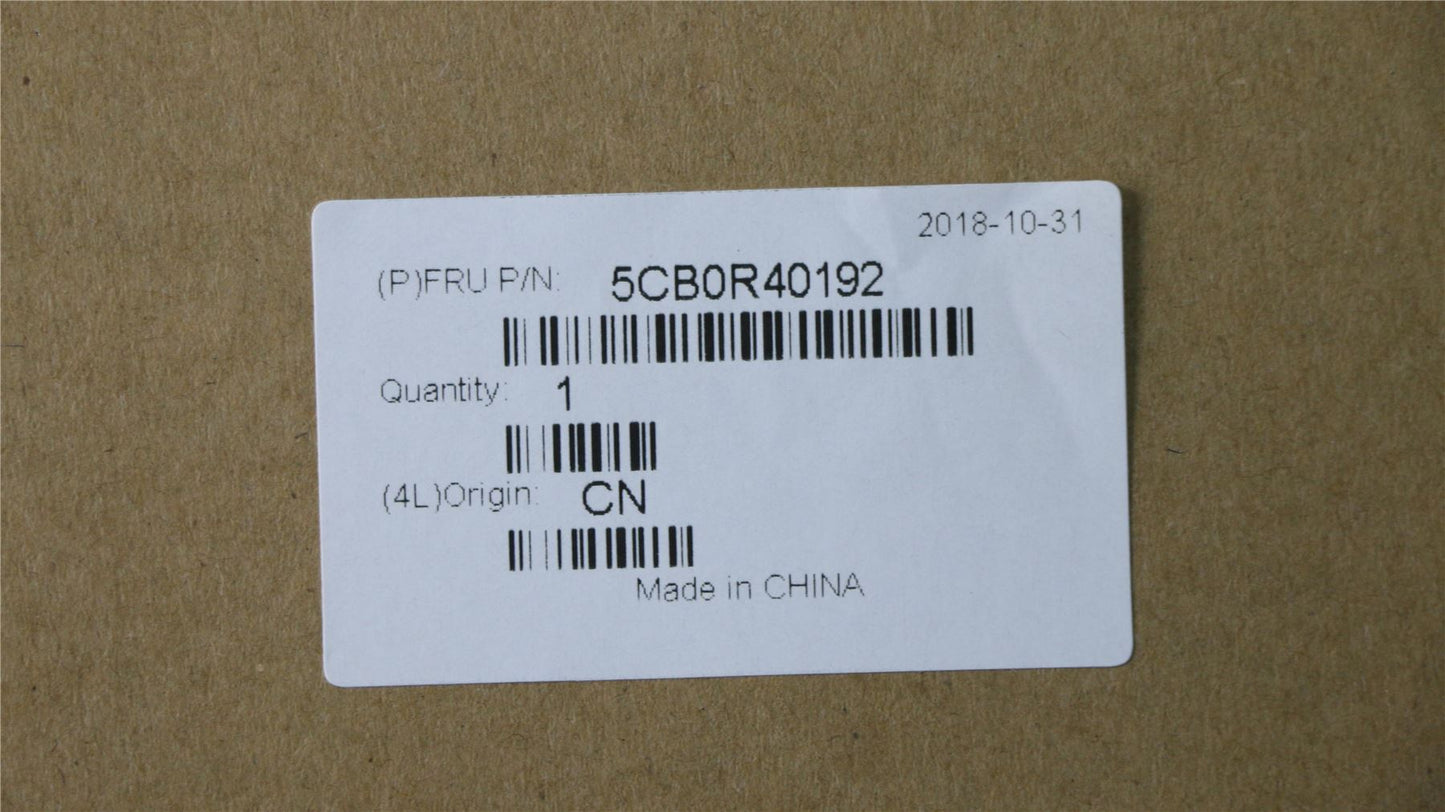 2018-10-31
(P)FRU P/N: 5CB0R40192
Quantity: 1
(4L)Origin: CN
Made in CHINA